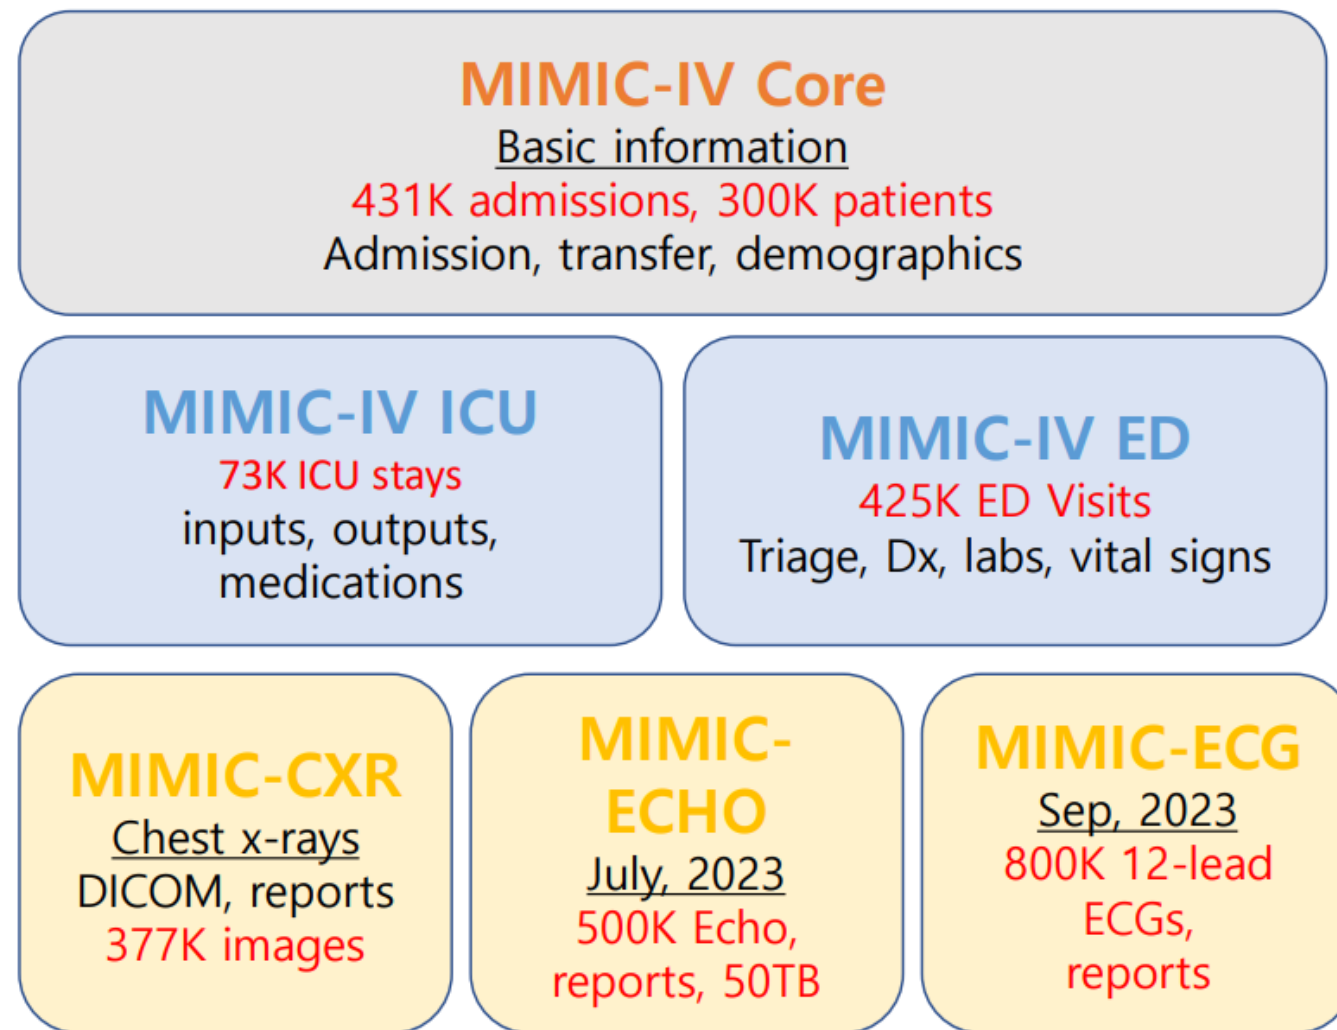 MIMIC-IV Core
Basic information
431K admissions, 300K patients
Admission, transfer, demographics
MIMIC-IV ICU
73K ICU stays
inputs, outputs,
medications
MIMIC-IV ED
425K ED Visits
Triage, Dx, labs, vital signs
MIMIC-CXR
Chest x-rays
DICOM, reports
377K images
MIMIC-
ECHO
July, 2023
500K Echo,
reports, 50TB
MIMIC-ECG
Sep, 2023
800K 12-lead
ECGs,
reports